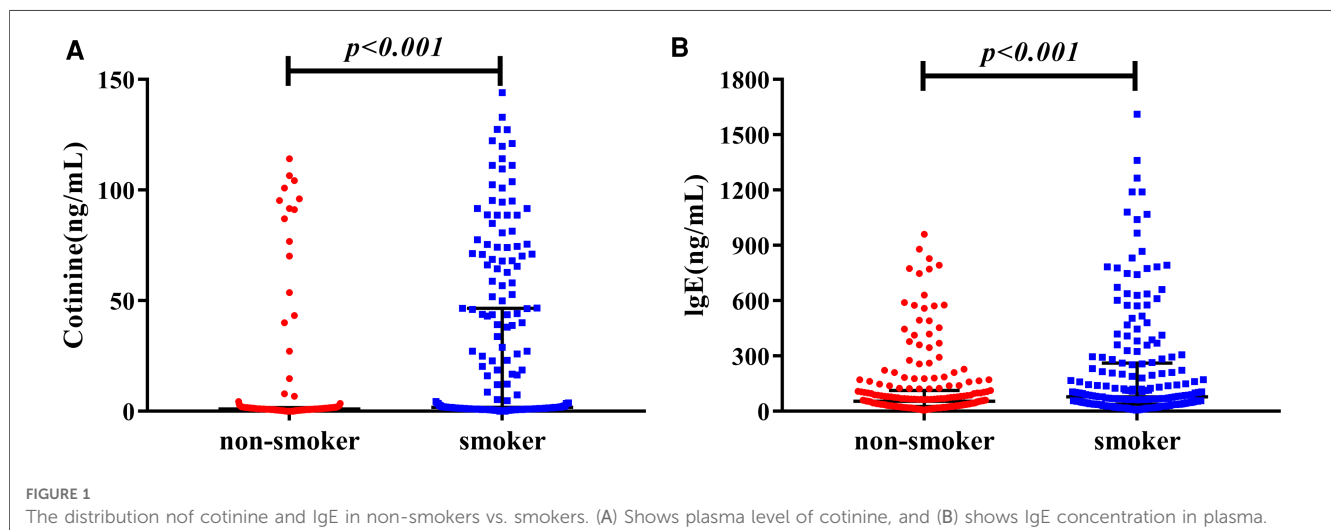 A
p<0.001
Cotinine(ng/mL)
150
100
50
0
non-smoker
smoker
B
p<0.001
IgE(ng/mL)
1800
1500
1200
900
600
300
0
non-smoker
smoker
FIGURE 1
The distribution nof cotinine and IgE in non-smokers vs. smokers. (A) Shows plasma level of cotinine, and (B) shows IgE concentration in plasma.